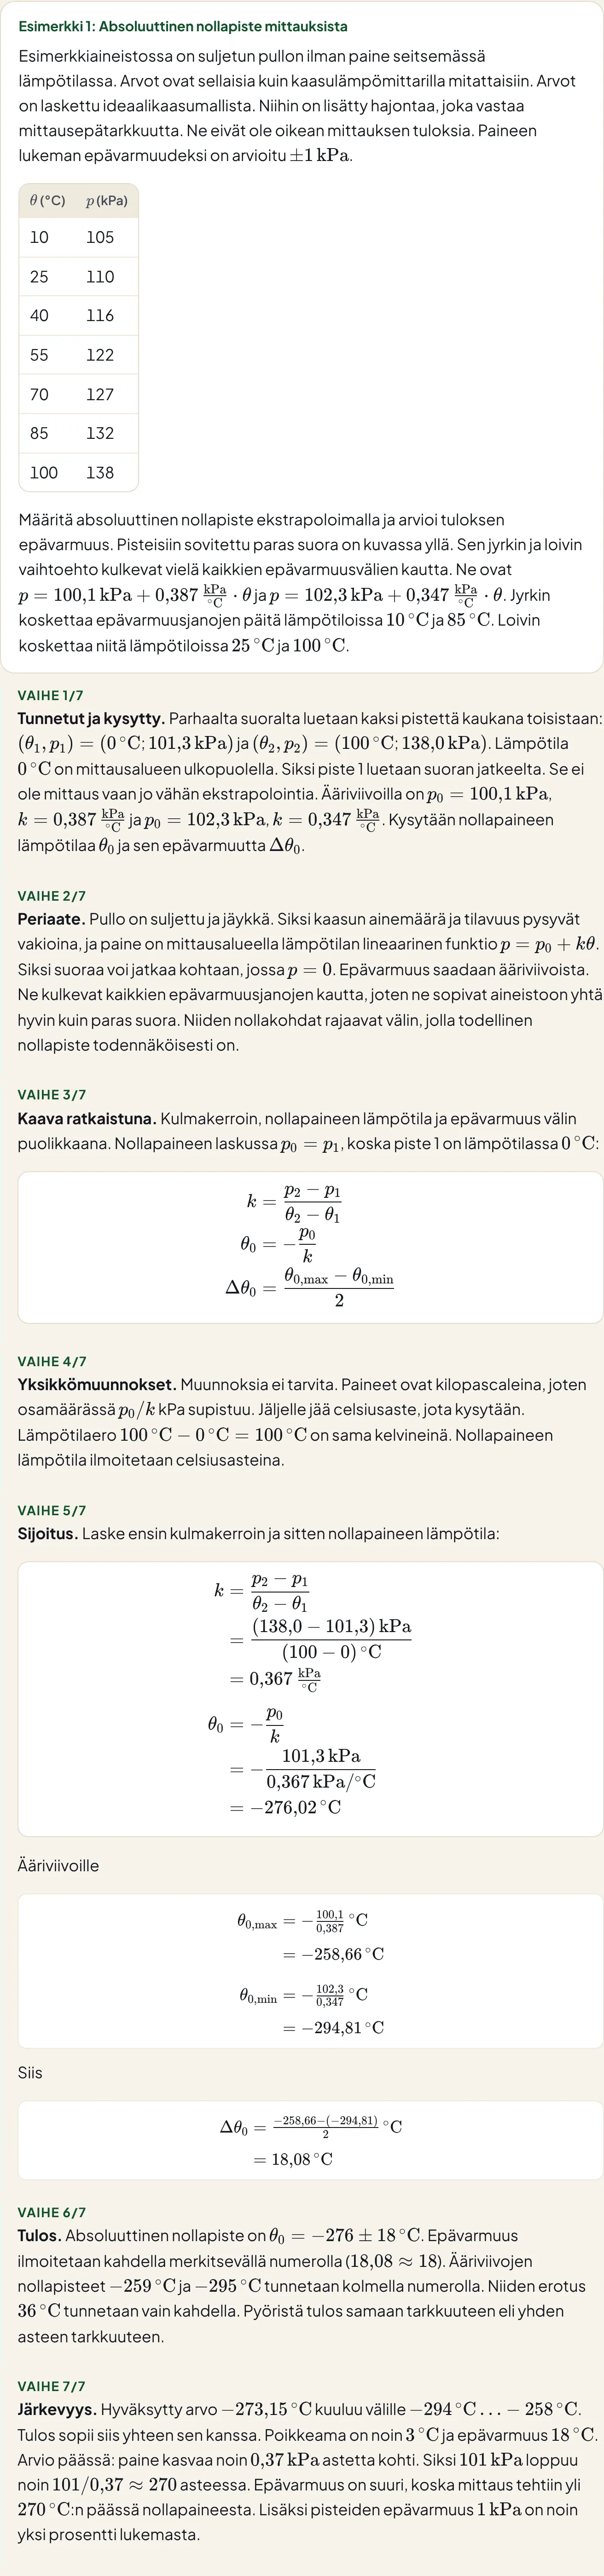 Esimerkki 1: Absoluuttinen nollapiste mittauksista
Esimerkkiaineistossa on suljetun pullon ilman paine seitsemässä
lämpötilassa. Arvot ovat sellaisia kuin kaasulämpömittarilla mitattaisiin. Arvot
on laskettu ideaalikaasumallista. Niihin on lisätty hajontaa, joka vastaa
mittausepätarkkuutta. Ne eivät ole oikean mittauksen tuloksia. Paineen
lukeman epävarmuudeksi on arvioitu ±1 kPa.
θ (°C) p (kPa)
10 105
25 110
40 116
55 122
70 127
85 132
100 138
Määritä absoluuttinen nollapiste ekstrapoloimalla ja arvioi tuloksen
epävarmuus. Pisteisiin sovitettu paras suora on kuvassa yllä. Sen jyrkin ja loivin
vaihtoehto kulkevat vielä kaikkien epävarmuusvälien kautta. Ne ovat
p = 100,1 kPa + 0,387 kPa/°C · θ ja p = 102,3 kPa + 0,347 kPa/°C · θ. Jyrkin
koskettaa epävarmuusjanojen päitä lämpötiloissa 10 °C ja 85 °C. Loivin
koskettaa niitä lämpötiloissa 25 °C ja 100 °C.
VAIHE 1/7
Tunnetut ja kysytty. Parhaalta suoralta luetaan kaksi pistettä kaukana toisistaan:
(θ₁, p₁) = (0 °C; 101,3 kPa) ja (θ₂, p₂) = (100 °C; 138,0 kPa). Lämpötila
0 °C on mittausalueen ulkopuolella. Siksi piste 1 luetaan suoran jatkeelta. Se ei
ole mittaus vaan jo vähän ekstrapolointia. Ääriviivoilla on p₀ = 100,1 kPa,
k = 0,387 kPa/°C ja p₀ = 102,3 kPa, k = 0,347 kPa/°C. Kysytään nollapaineen
lämpötilaa θ₀ ja sen epävarmuutta Δθ₀.
VAIHE 2/7
Periaate. Pullo on suljettu ja jäykkä. Siksi kaasun ainemäärä ja tilavuus pysyvät
vakioina, ja paine on mittausalueella lämpötilan lineaarinen funktio p = p₀ + kθ.
Siksi suoraa voi jatkaa kohtaan, jossa p = 0. Epävarmuus saadaan ääriviivoista.
Ne kulkevat kaikkien epävarmuusjanojen kautta, joten ne sopivat aineistoon yhtä
hyvin kuin paras suora. Niiden nollakohdat rajaavat välin, jolla todellinen
nollapiste todennäköisesti on.
VAIHE 3/7
Kaava ratkaistuna. Kulmakerroin, nollapaineen lämpötila ja epävarmuus välin
puolikkaana. Nollapaineen laskussa p₀ = p₁, koska piste 1 on lämpötilassa 0 °C:
k = (p₂ − p₁)/(θ₂ − θ₁)
θ₀ = −p₀/k
Δθ₀ = (θ₀,max − θ₀,min)/2
VAIHE 4/7
Yksikkömuunnokset. Muunnoksia ei tarvita. Paineet ovat kilopascaleina, joten
osamäärässä p₀/k kPa supistuu. Jäljelle jää celsiusaste, jota kysytään.
Lämpötilaero 100 °C − 0 °C = 100 °C on sama kelvineinä. Nollapaineen
lämpötila ilmoitetaan celsiusasteina.
VAIHE 5/7
Sijoitus. Laske ensin kulmakerroin ja sitten nollapaineen lämpötila:
k = (p₂ − p₁)/(θ₂ − θ₁)
= (138,0 − 101,3) kPa/(100 − 0) °C
= 0,367 kPa/°C
θ₀ = −p₀/k
= −101,3 kPa/0,367 kPa/°C
= −276,02 °C
Ääriviivoille
θ₀,max = −100,1/0,387 °C
= −258,66 °C
θ₀,min = −102,3/0,347 °C
= −294,81 °C
Siis
Δθ₀ = −258,66−(−294,81)/2 °C
= 18,08 °C
VAIHE 6/7
Tulos. Absoluuttinen nollapiste on θ₀ = −276 ± 18 °C. Epävarmuus
ilmoitetaan kahdella merkitsevällä numerolla (18,08 ≈ 18). Ääriviivojen
nollapisteet −259 °C ja −295 °C tunnetaan kolmella numerolla. Niiden erotus
36 °C tunnetaan vain kahdella. Pyöristä tulos samaan tarkkuuteen eli yhden
asteen tarkkuuteen.
VAIHE 7/7
Järkevyys. Hyväksytty arvo −273,15 °C kuuluu välille −294 °C . . . − 258 °C.
Tulos sopii siis yhteen sen kanssa. Poikkeama on noin 3 °C ja epävarmuus 18 °C.
Arvio päässä: paine kasvaa noin 0,37 kPa astetta kohti. Siksi 101 kPa loppuu
noin 101/0,37 ≈ 270 asteessa. Epävarmuus on suuri, koska mittaus tehtiin yli
270 °C:n päässä nollapaineesta. Lisäksi pisteiden epävarmuus 1 kPa on noin
yksi prosentti lukemasta.